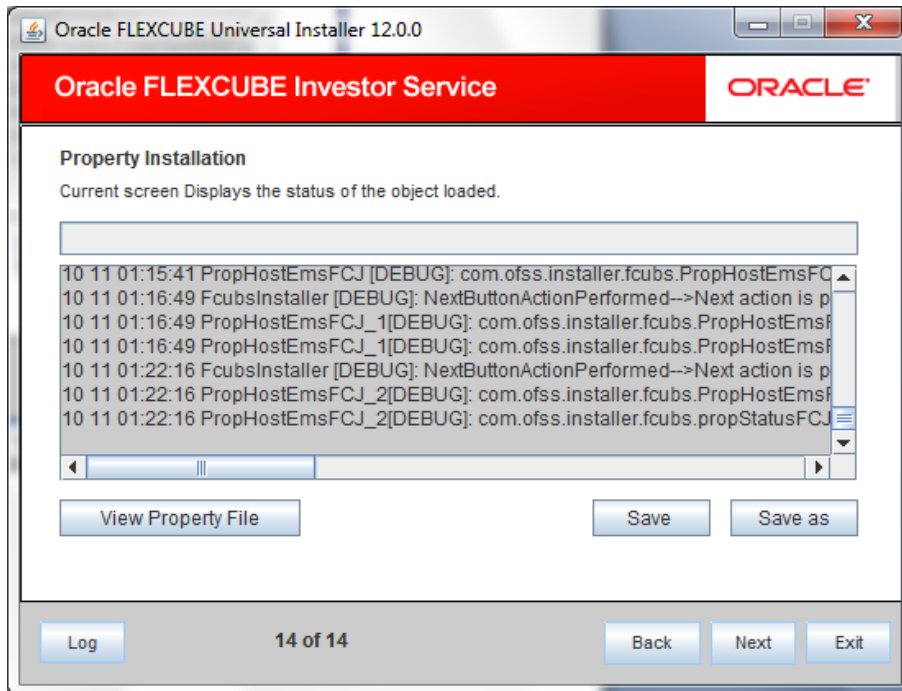 Oracle FLEXCUBE Universal Installer 12.0.0
Oracle FLEXCUBE Investor Service
ORACLE
Property Installation
Current screen Displays the status of the object loaded.
10 11 01:15:41 PropHostEmsFCJ [DEBUG]: com.ofss.installer.fcubs.PropHostEmsFC
10 11 01:16:49 FcubsInstaller [DEBUG]: NextButtonActionPerformed-->Next action is p
10 11 01:16:49 PropHostEmsFCJ_1[DEBUG]: com.ofss.installer.fcubs.PropHostEmsF
10 11 01:16:49 PropHostEmsFCJ_1[DEBUG]: com.ofss.installer.fcubs.PropHostEmsF
10 11 01:22:16 FcubsInstaller [DEBUG]: NextButtonActionPerformed-->Next action is p
10 11 01:22:16 PropHostEmsFCJ_2[DEBUG]: com.ofss.installer.fcubs.PropHostEmsF
10 11 01:22:16 PropHostEmsFCJ_2[DEBUG]: com.ofss.installer.fcubs.propStatusFCJ
View Property File
Save
Save as
Log
14 of 14
Back
Next
Exit